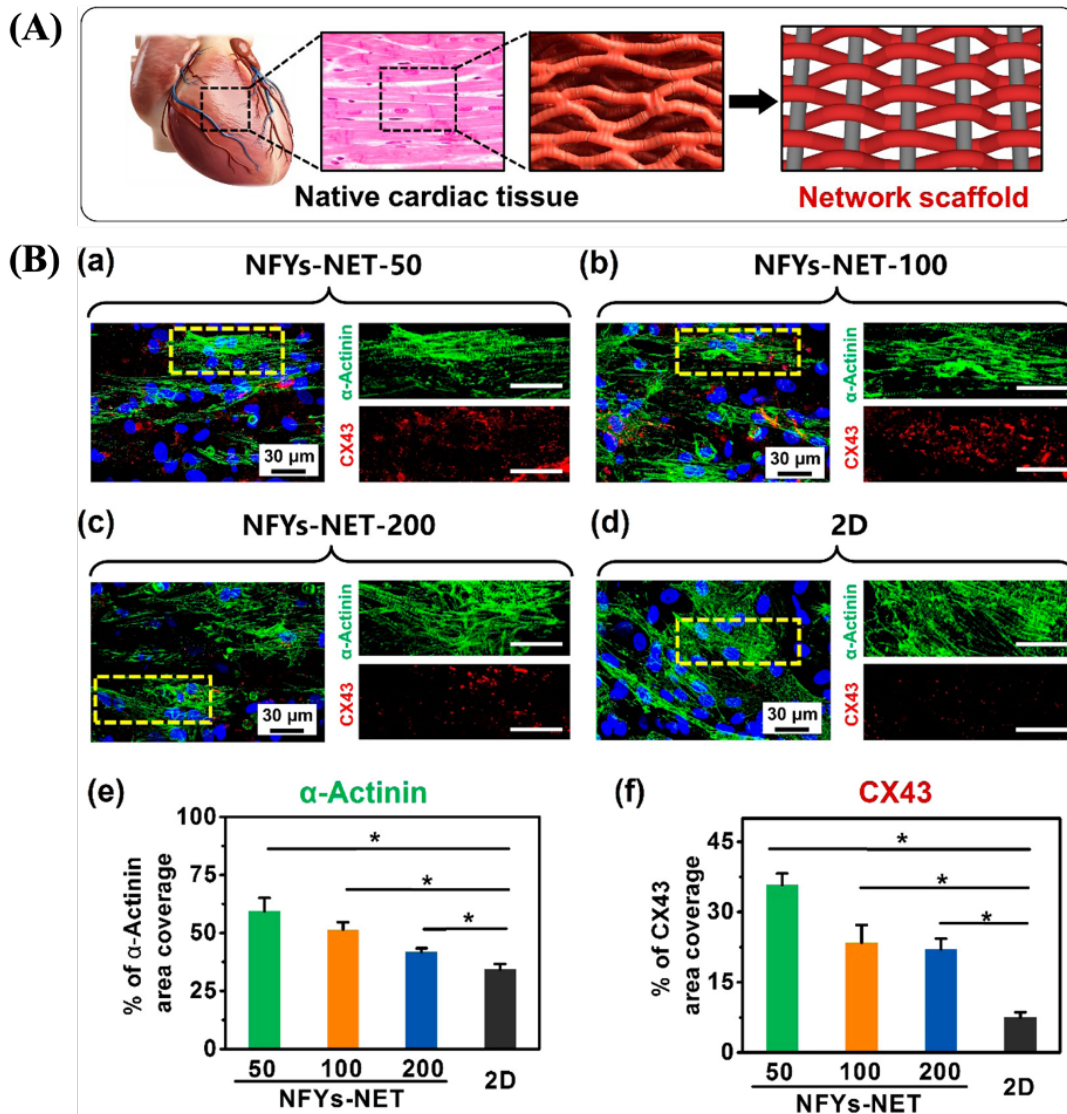 (A)
Native cardiac tissue
Network scaffold
(B)
(a)
NFYs-NET-50
α-Actinin
CX43
30 μm
(b)
NFYs-NET-100
α-Actinin
CX43
30 μm
(c)
NFYs-NET-200
α-Actinin
CX43
30 μm
(d)
2D
α-Actinin
CX43
30 μm
(e)
α-Actinin
% of α-Actinin
area coverage
100
75
50
25
0
*
*
*
50 100 200 2D
NFYs-NET
(f)
CX43
% of CX43
area coverage
45
30
15
0
*
*
*
50 100 200 2D
NFYs-NET